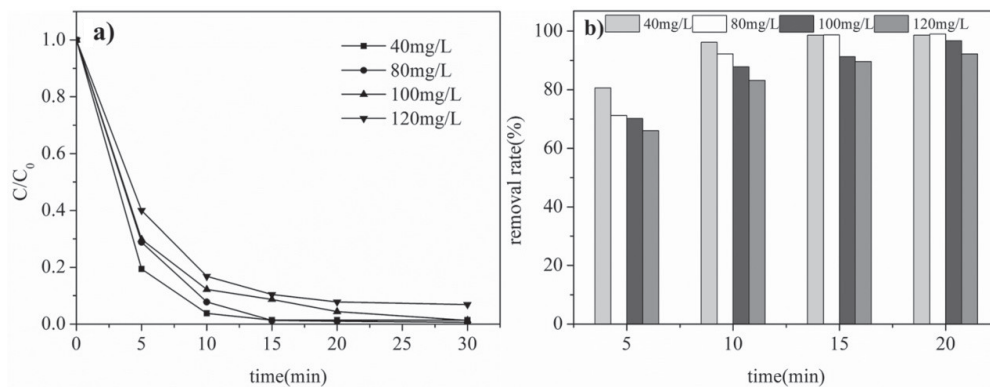 a)
40mg/L
80mg/L
100mg/L
120mg/L
C/C₀
1.0
0.8
0.6
0.4
0.2
0.0
0 5 10 15 20 25 30
time(min)
b)
40mg/L 80mg/L 100mg/L 120mg/L
removal rate(%)
100
80
60
40
20
0
5 10 15 20
time(min)